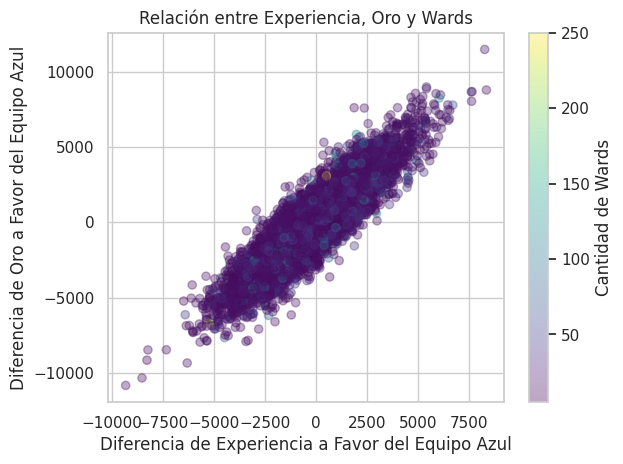 Relación entre Experiencia, Oro y Wards
Diferencia de Oro a Favor del Equipo Azul
10000
5000
0
−5000
−10000
−10000 −7500 −5000 −2500 0 2500 5000 7500
Diferencia de Experiencia a Favor del Equipo Azul
250
200
150
100
50
Cantidad de Wards